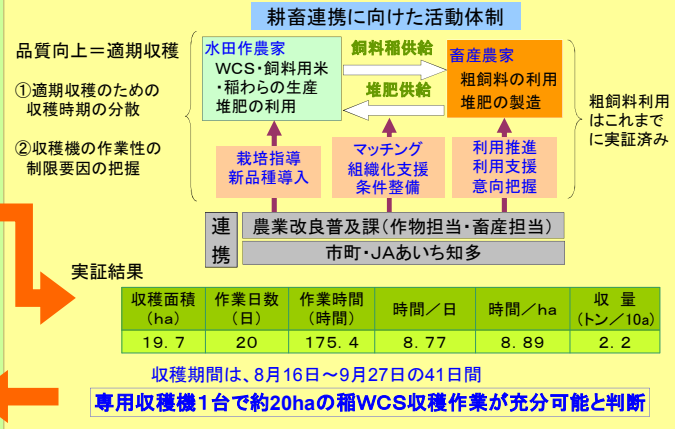 耕畜連携に向けた活動体制
品質向上＝適期収穫
①適期収穫のための
収穫時期の分散
②収穫機の作業性の
制限要因の把握
水田作農家
WCS・飼料用米
・稲わらの生産
堆肥の利用
飼料稲供給
堆肥供給
畜産農家
粗飼料の利用
堆肥の製造
粗飼料利用
はこれまで
に実証済み
栽培指導
新品種導入
マッチング
組織化支援
条件整備
利用推進
利用支援
意向把握
連携
農業改良普及課（作物担当・畜産担当）
市町・JAあいち知多
実証結果
収穫面積（ha） 作業日数（日） 作業時間（時間） 時間／日 時間／ha 収　量（トン／10a）
19.7 20 175.4 8.77 8.89 2.2
収穫期間は、8月16日～9月27日の41日間
専用収穫機1台で約20haの稲WCS収穫作業が充分可能と判断